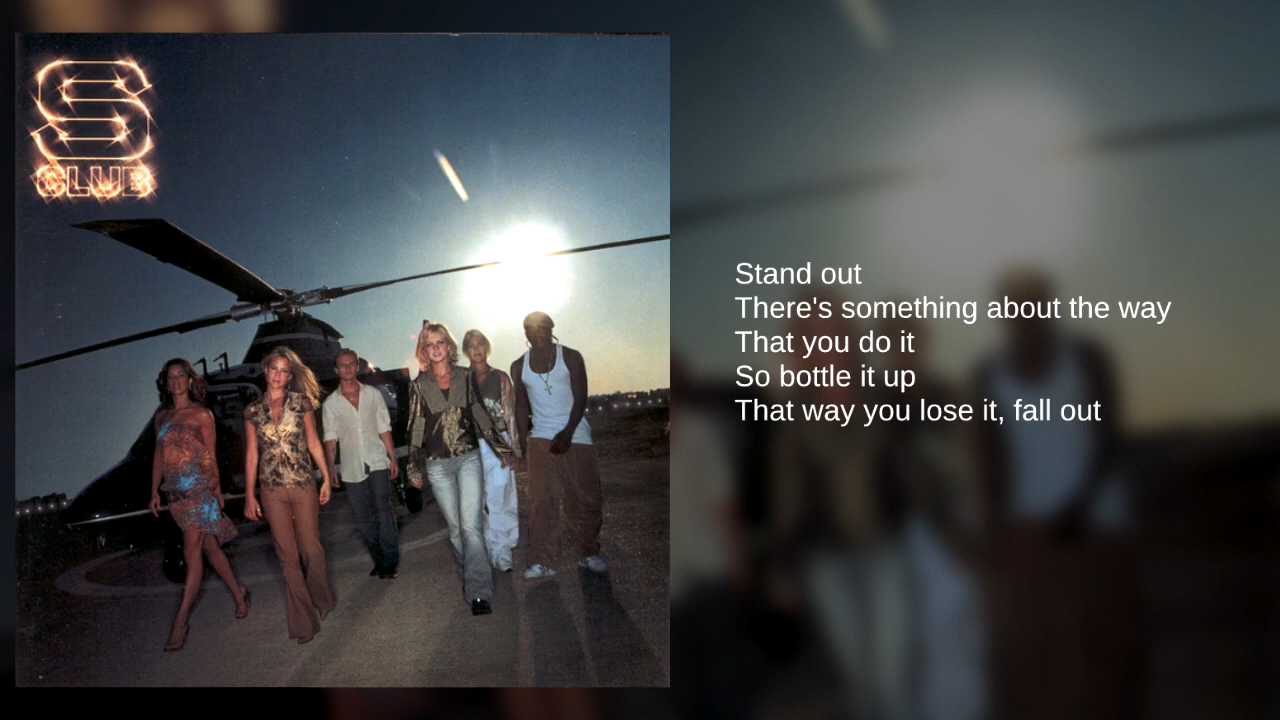 S
CLUB
Stand out
There's something about the way
That you do it
So bottle it up
That way you lose it, fall out